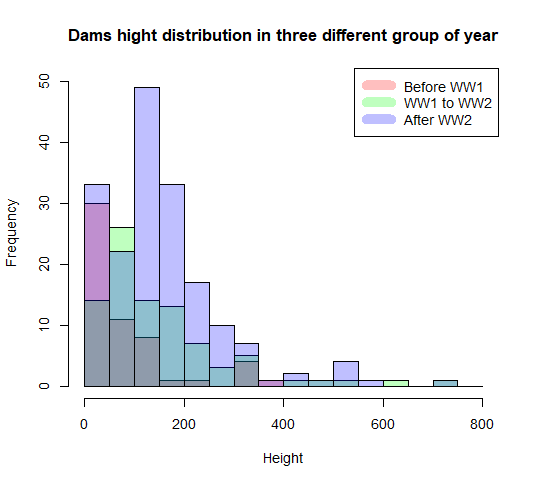 Dams hight distribution in three different group of year
Before WW1
WW1 to WW2
After WW2
Frequency
50
40
30
20
10
0
0 200 400 600 800
Height